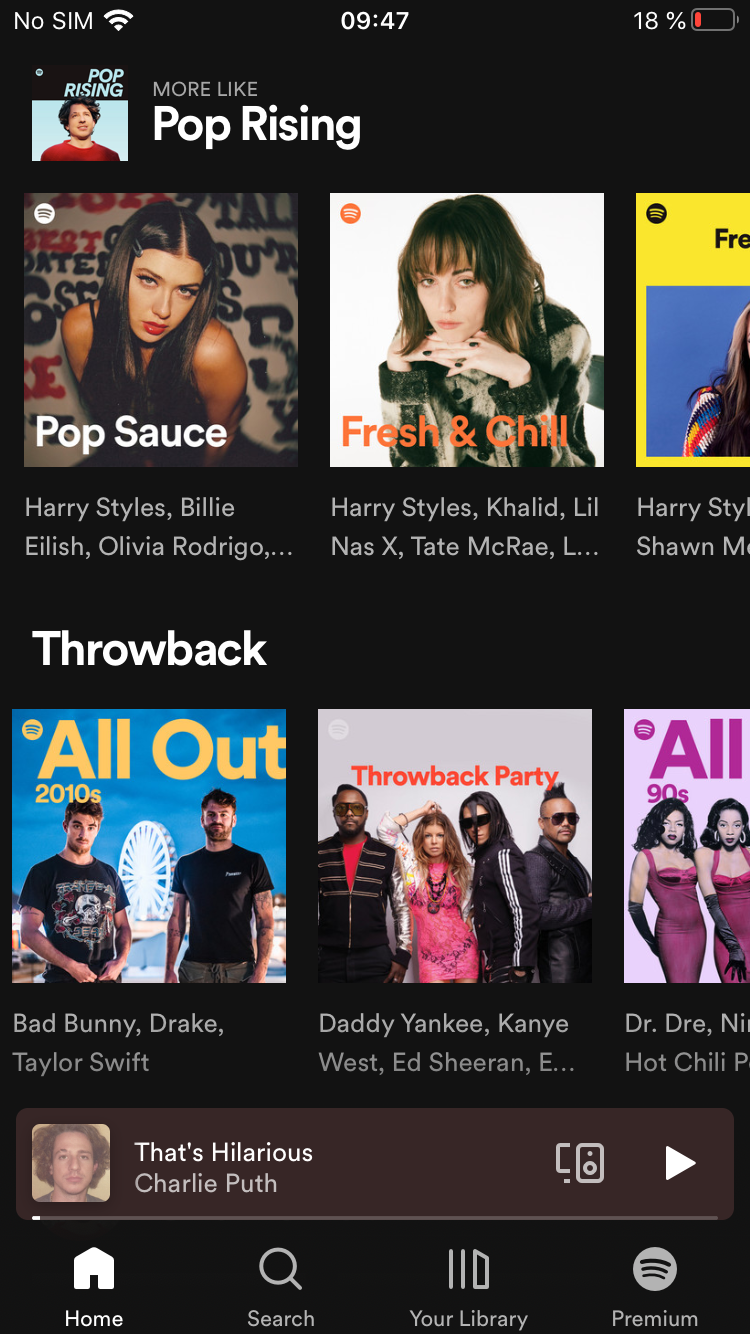 No SIM 09:47 18 %
POP
RISING
MORE LIKE
Pop Rising
Fre
Pop Sauce
Fresh & Chill
Harry Styles, Billie
Eilish, Olivia Rodrigo,...
Harry Styles, Khalid, Lil
Nas X, Tate McRae, L...
Harry Styl
Shawn Me
Throwback
All Out
2010s
Throwback Party
All
90s
Bad Bunny, Drake,
Taylor Swift
Daddy Yankee, Kanye
West, Ed Sheeran, E...
Dr. Dre, Nir
Hot Chili Pe
That's Hilarious
Charlie Puth
Home
Search
Your Library
Premium